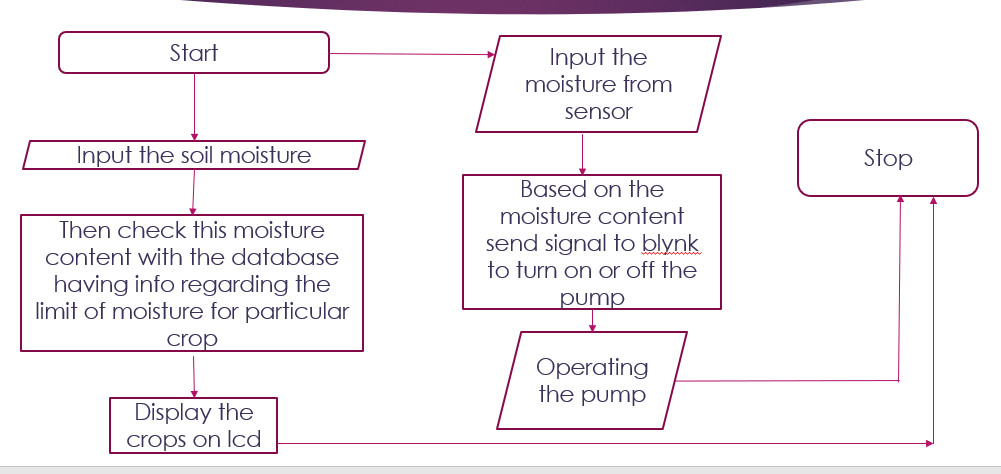 Start
Input the soil moisture
Then check this moisture
content with the database
having info regarding the
limit of moisture for particular
crop
Display the
crops on lcd
Input the
moisture from
sensor
Based on the
moisture content
send signal to blynk
to turn on or off the
pump
Operating
the pump
Stop